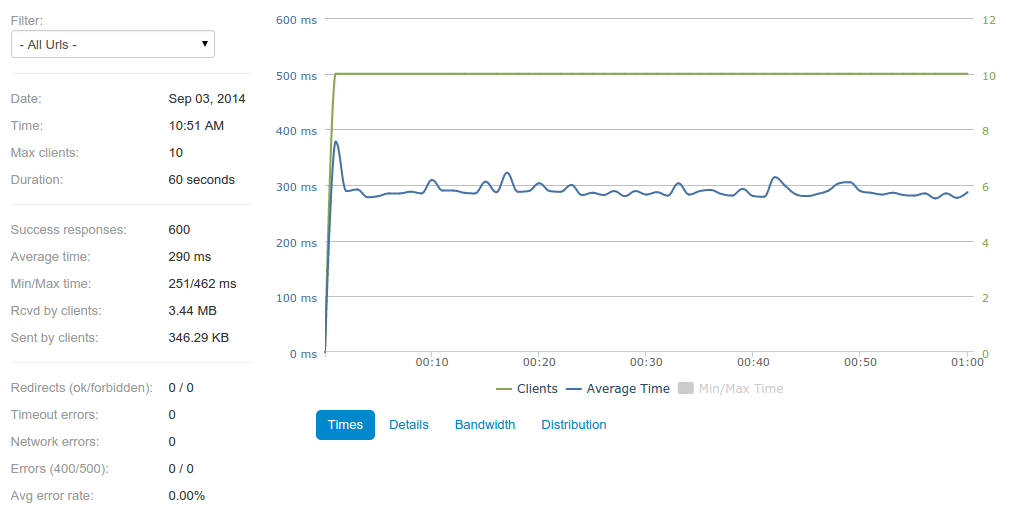 Filter:
- All Urls -
Date: Sep 03, 2014
Time: 10:51 AM
Max clients: 10
Duration: 60 seconds
Success responses: 600
Average time: 290 ms
Min/Max time: 251/462 ms
Rcvd by clients: 3.44 MB
Sent by clients: 346.29 KB
Redirects (ok/forbidden): 0 / 0
Timeout errors: 0
Network errors: 0
Errors (400/500): 0 / 0
Avg error rate: 0.00%
600 ms 12
500 ms 10
400 ms 8
300 ms 6
200 ms 4
100 ms 2
0 ms 0
00:10 00:20 00:30 00:40 00:50 01:00
Clients Average Time Min/Max Time
Times Details Bandwidth Distribution